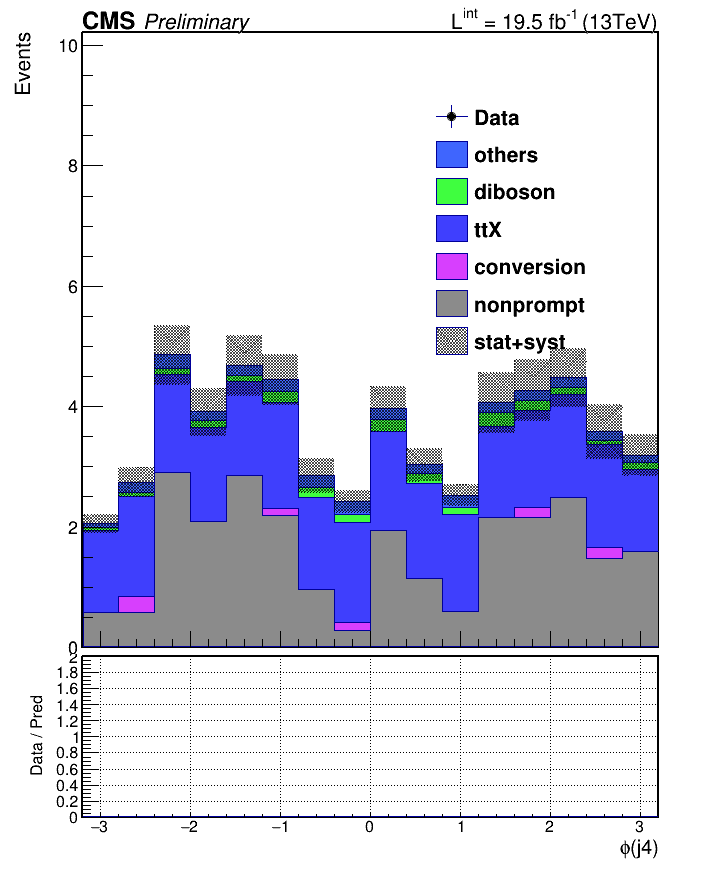 CMS Preliminary
L^int = 19.5 fb^-1 (13TeV)
Events
10
8
6
4
2
0
Data
others
diboson
ttX
conversion
nonprompt
stat+syst
Data / Pred
2
1.8
1.6
1.4
1.2
1
0.8
0.6
0.4
0.2
0
−3 −2 −1 0 1 2 3
ϕ(j4)